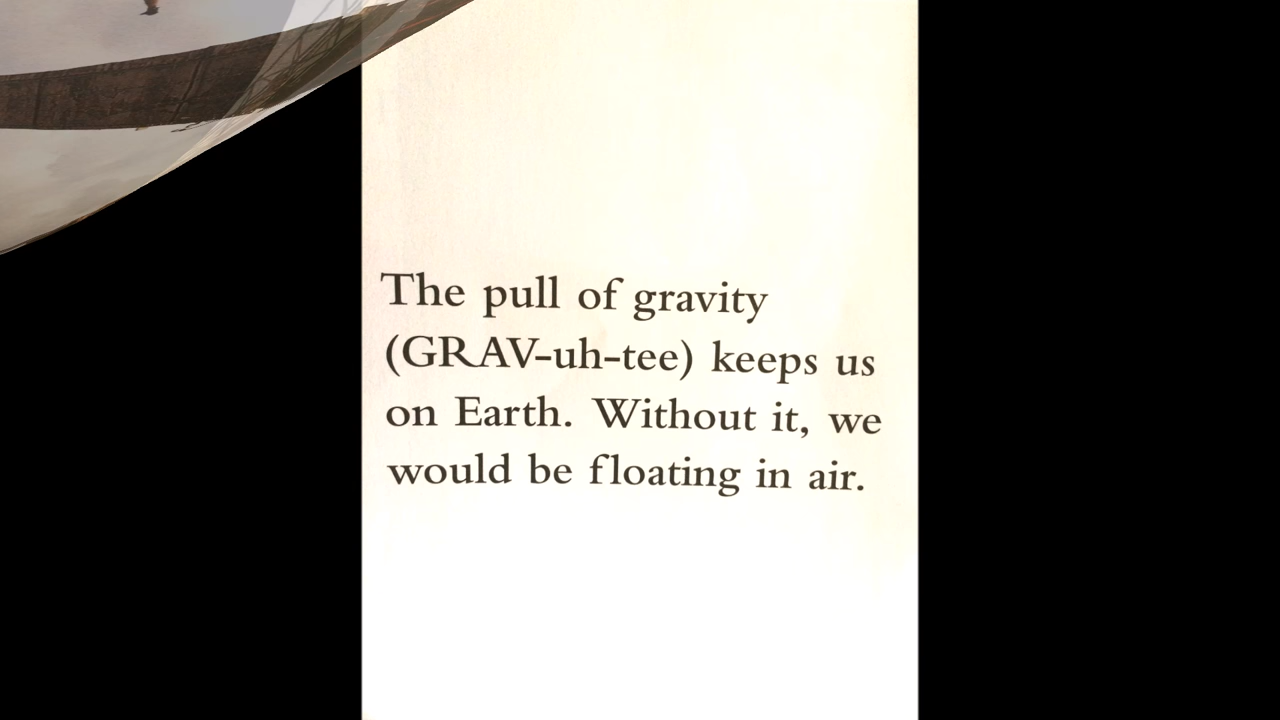 The pull of gravity
(GRAV-uh-tee) keeps us
on Earth. Without it, we
would be floating in air.